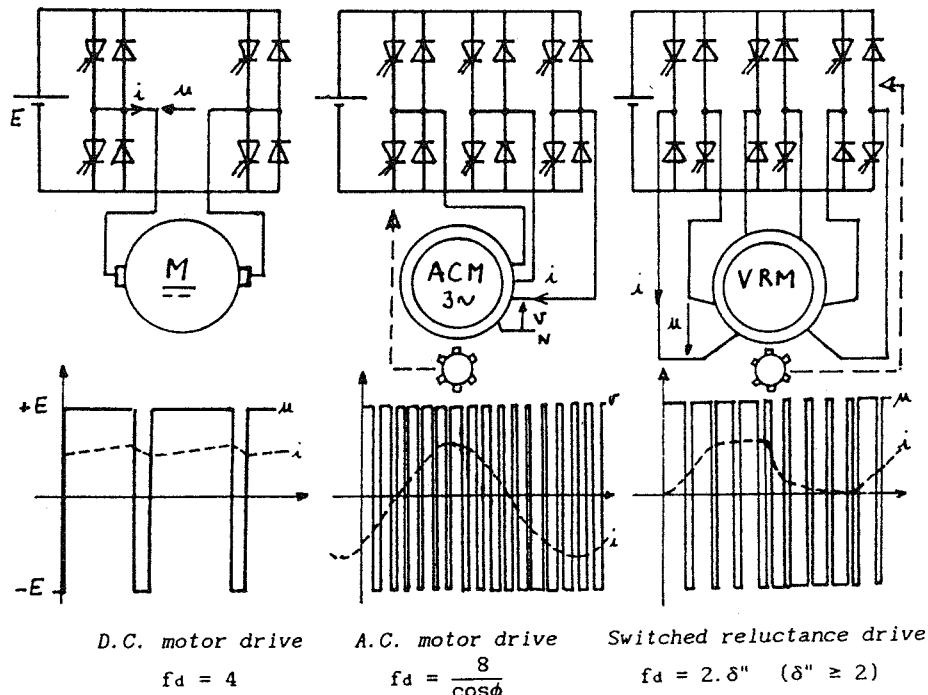 E
i
u
M
ACM
3~
i
v
N
VRM
i
u
+E
-E
u
i
v
i
u
i
D.C. motor drive
fd = 4
A.C. motor drive
fd = 8/cosϕ
Switched reluctance drive
fd = 2.δ" (δ" ≥ 2)